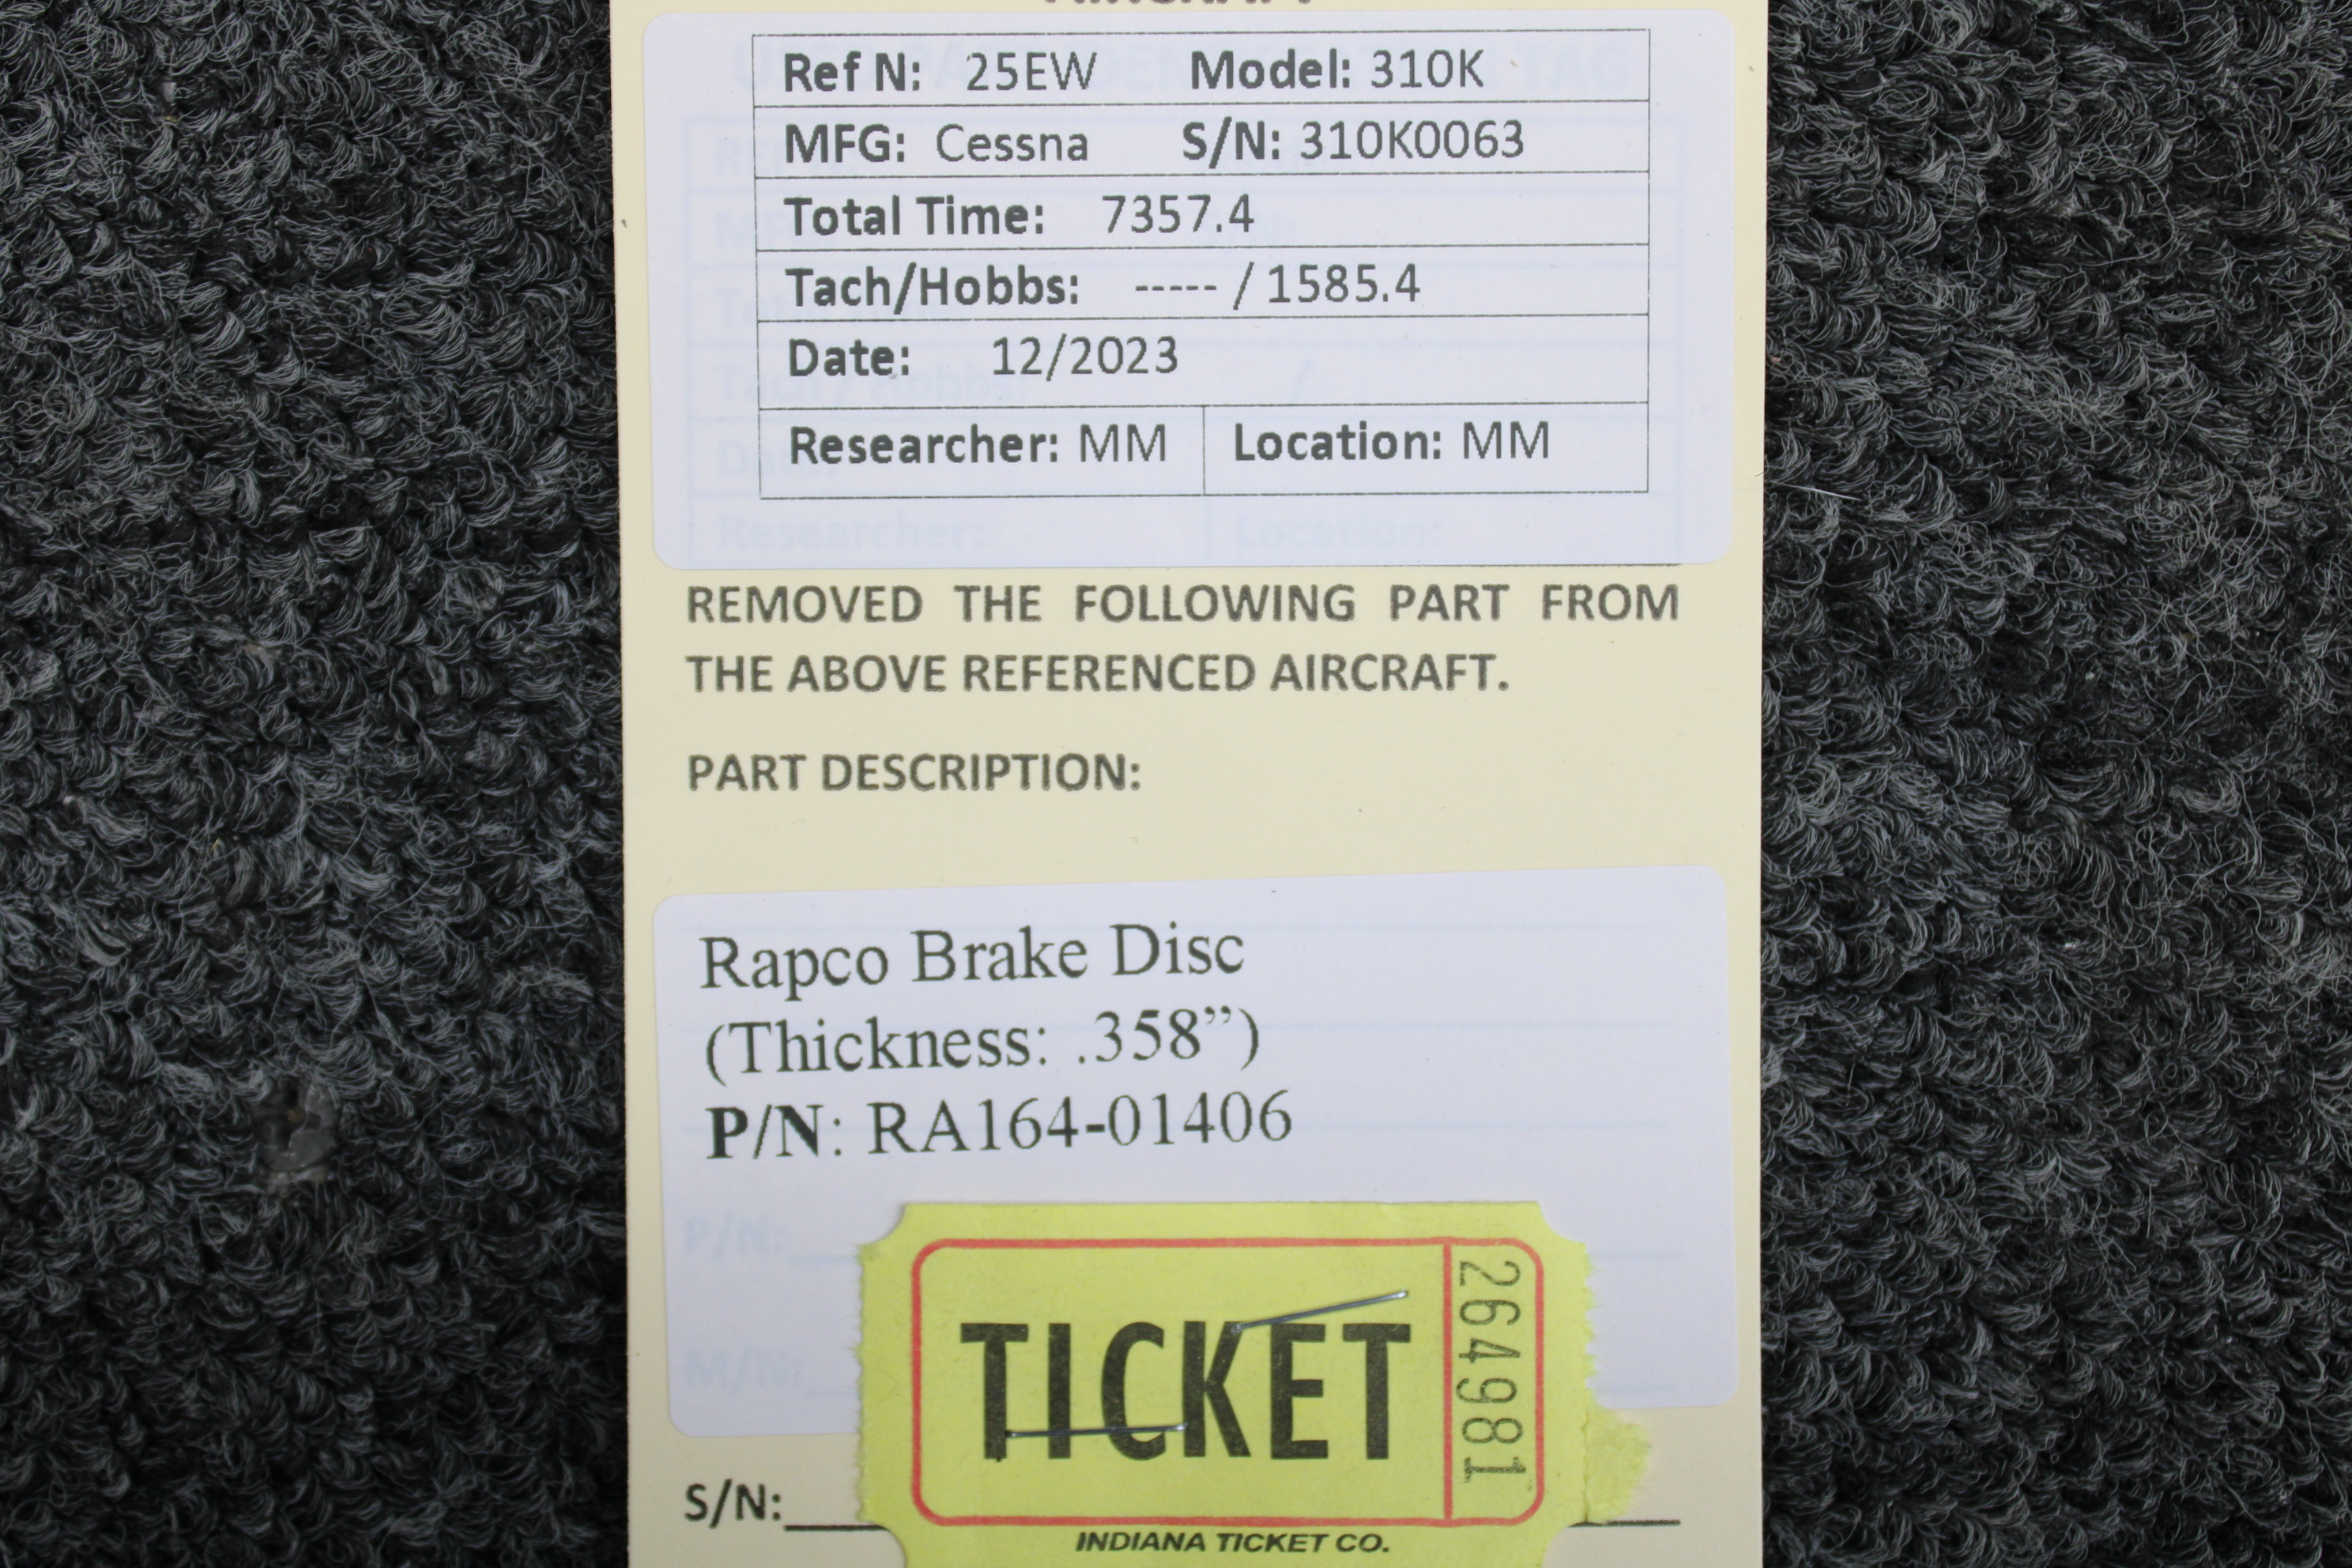 AIRCRAFT
Ref N: 25EW Model: 310K
MFG: Cessna S/N: 310K0063
Total Time: 7357.4
Tach/Hobbs: ----- / 1585.4
Date: 12/2023
Researcher: MM Location: MM
REMOVED THE FOLLOWING PART FROM
THE ABOVE REFERENCED AIRCRAFT.
PART DESCRIPTION:
Rapco Brake Disc
(Thickness: .358”)
P/N: RA164-01406
P/N:
M/N:
TICKET
264981
S/N:
INDIANA TICKET CO.